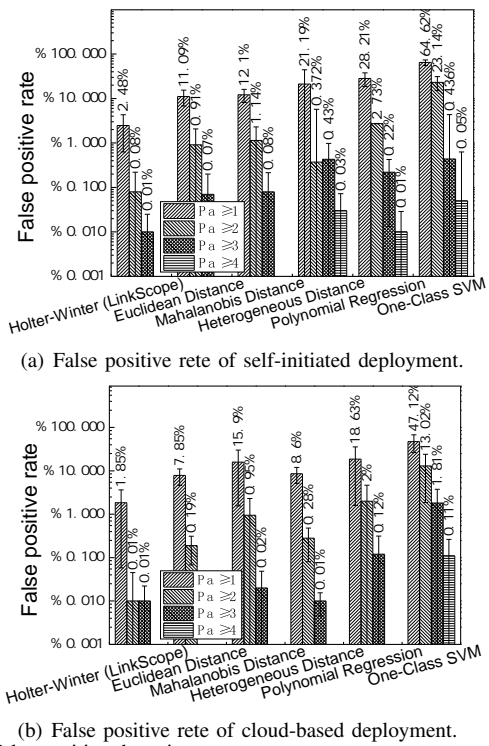 % 100. 000
% 10. 000
% 1. 000
% 0. 100
% 0. 010
% 0. 001
False positive rate
2. 48%
0. 08%
0. 01%
11. 09%
0. 91%
0. 07%
12. 1%
1. 14%
0. 08%
21. 19%
0. 372%
0. 43%
0. 03%
28. 21%
2. 73%
0. 22%
0. 01%
64. 62%
23. 14%
0. 436%
0. 05%
Pa ≥1
Pa ≥2
Pa ≥3
Pa ≥4
Holter-Winter (LinkScope)
Euclidean Distance
Mahalanobis Distance
Heterogeneous Distance
Polynomial Regression
One-Class SVM
(a) False positive rete of self-initiated deployment.
% 100. 000
% 10. 000
% 1. 000
% 0. 100
% 0. 010
% 0. 001
False positive rate
1. 85%
0. 01%
0. 01%
7. 85%
0. 19%
15. 9%
0. 95%
0. 02%
8. 6%
0. 28%
0. 01%
18. 63%
2%
0. 12%
47. 12%
13. 02%
1. 81%
0. 11%
Pa ≥1
Pa ≥2
Pa ≥3
Pa ≥4
Holter-Winter (LinkScope)
Euclidean Distance
Mahalanobis Distance
Heterogeneous Distance
Polynomial Regression
One-Class SVM
(b) False positive rete of cloud-based deployment.